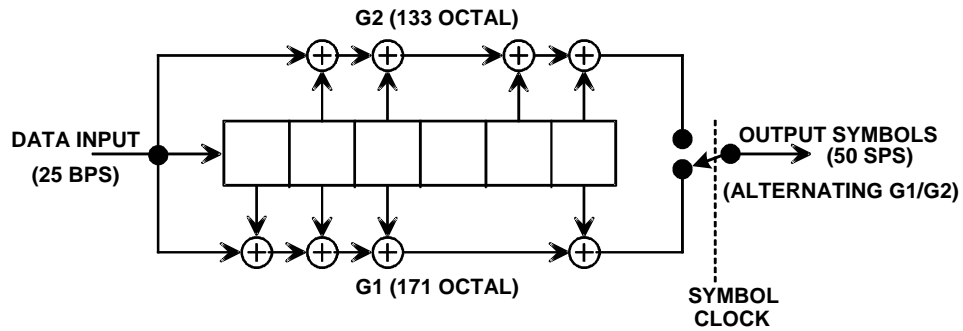 G2 (133 OCTAL)
DATA INPUT
(25 BPS)
OUTPUT SYMBOLS
(50 SPS)
(ALTERNATING G1/G2)
G1 (171 OCTAL)
SYMBOL
CLOCK